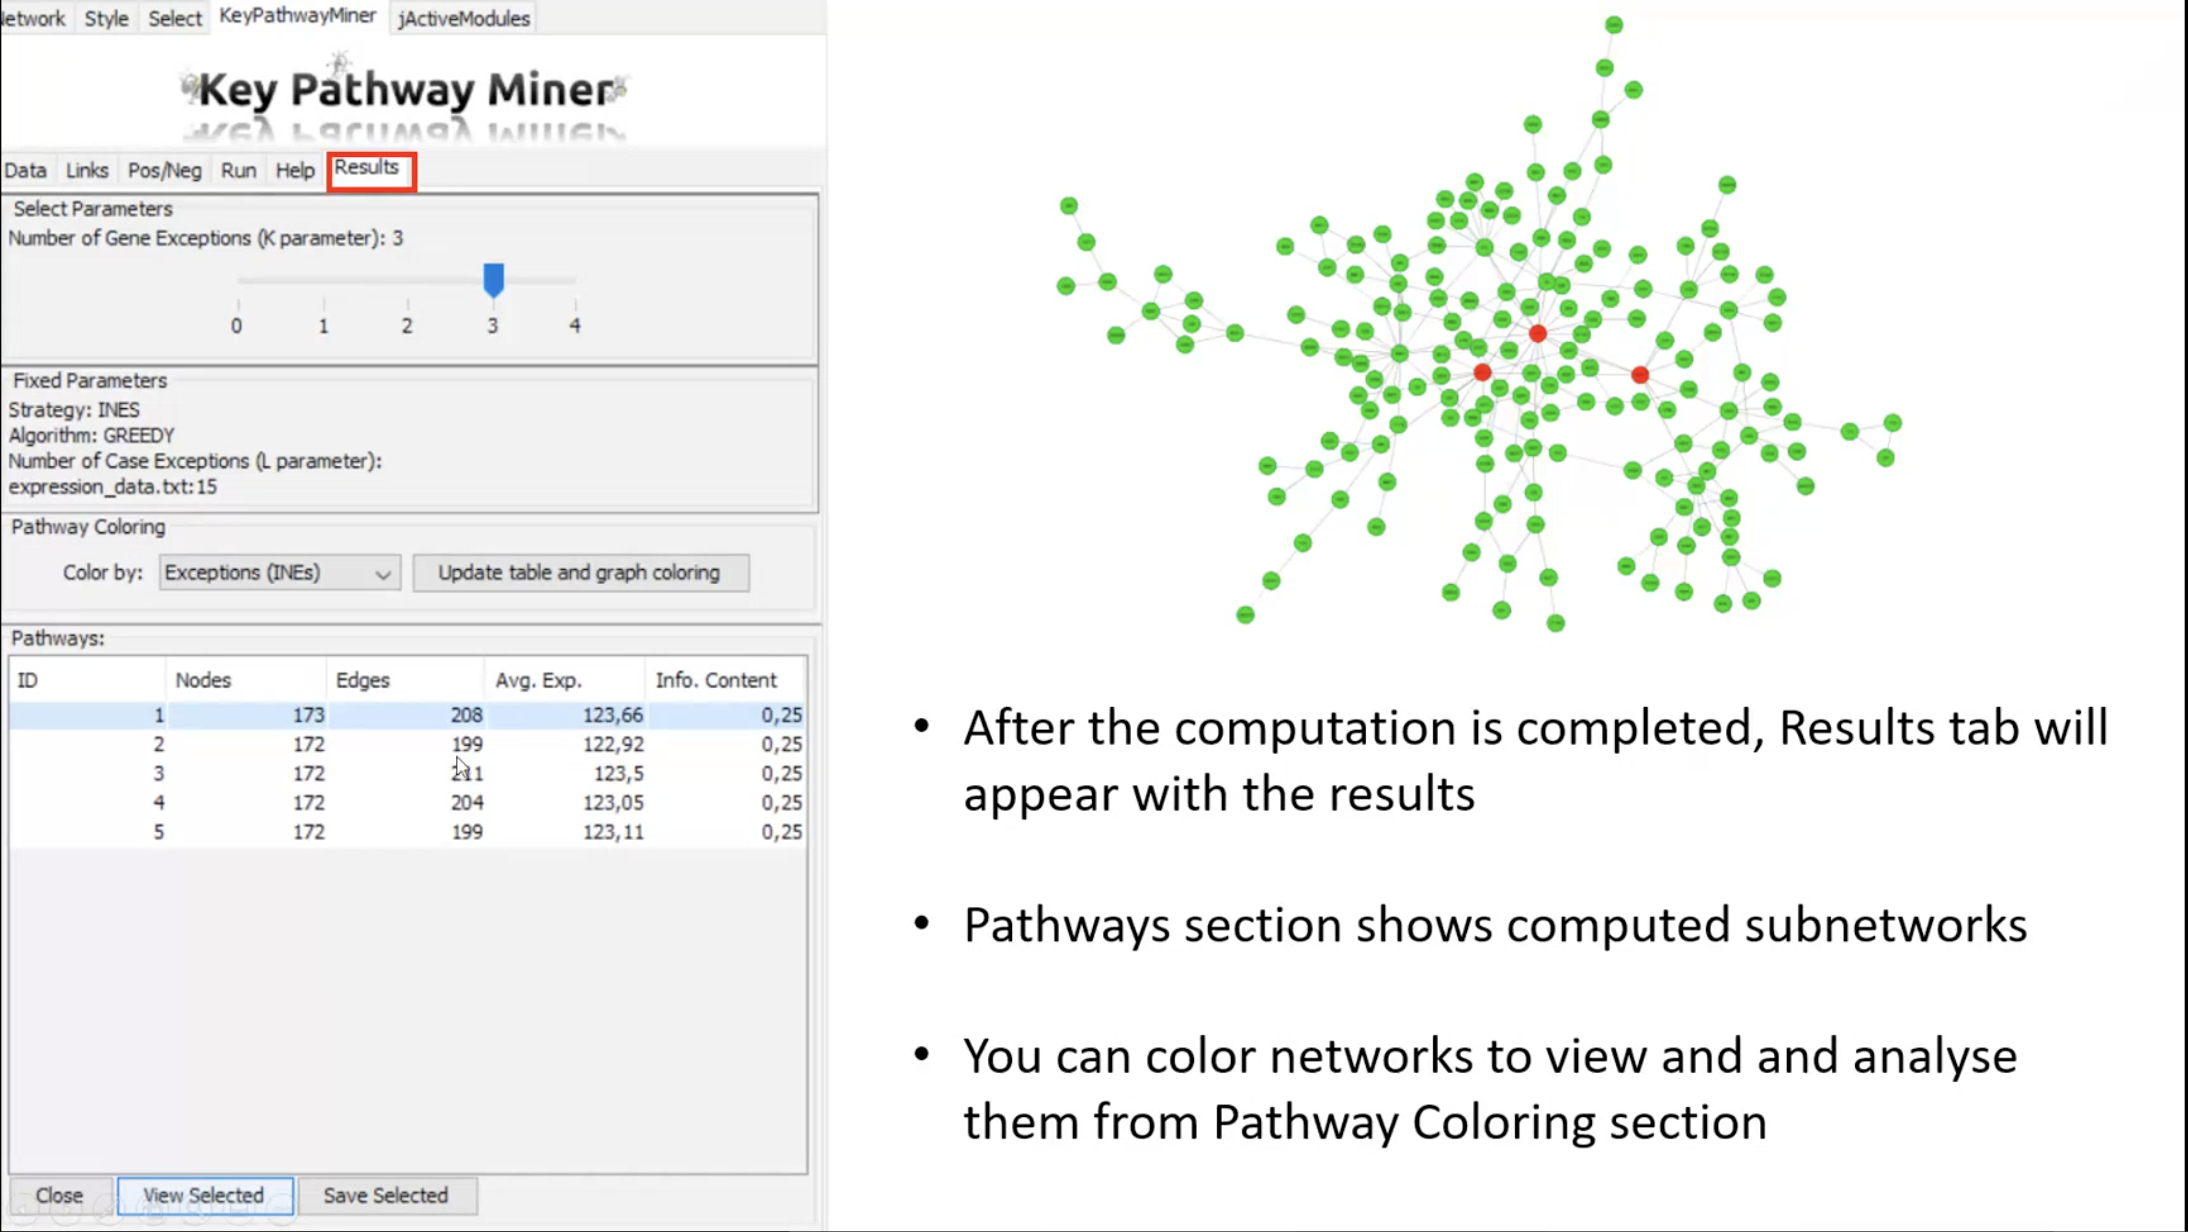 Network Style Select KeyPathwayMiner jActiveModules
Key Pathway Miner
Data Links Pos/Neg Run Help Results
Select Parameters
Number of Gene Exceptions (K parameter): 3
0 1 2 3 4
Fixed Parameters
Strategy: INES
Algorithm: GREEDY
Number of Case Exceptions (L parameter):
expression_data.txt:15
Pathway Coloring
Color by: Exceptions (INEs) Update table and graph coloring
Pathways:
ID Nodes Edges Avg. Exp. Info. Content
1 173 208 123,66 0,25
2 172 199 122,92 0,25
3 172 211 123,5 0,25
4 172 204 123,05 0,25
5 172 199 123,11 0,25
Close View Selected Save Selected
• After the computation is completed, Results tab will
appear with the results
• Pathways section shows computed subnetworks
• You can color networks to view and and analyse
them from Pathway Coloring section